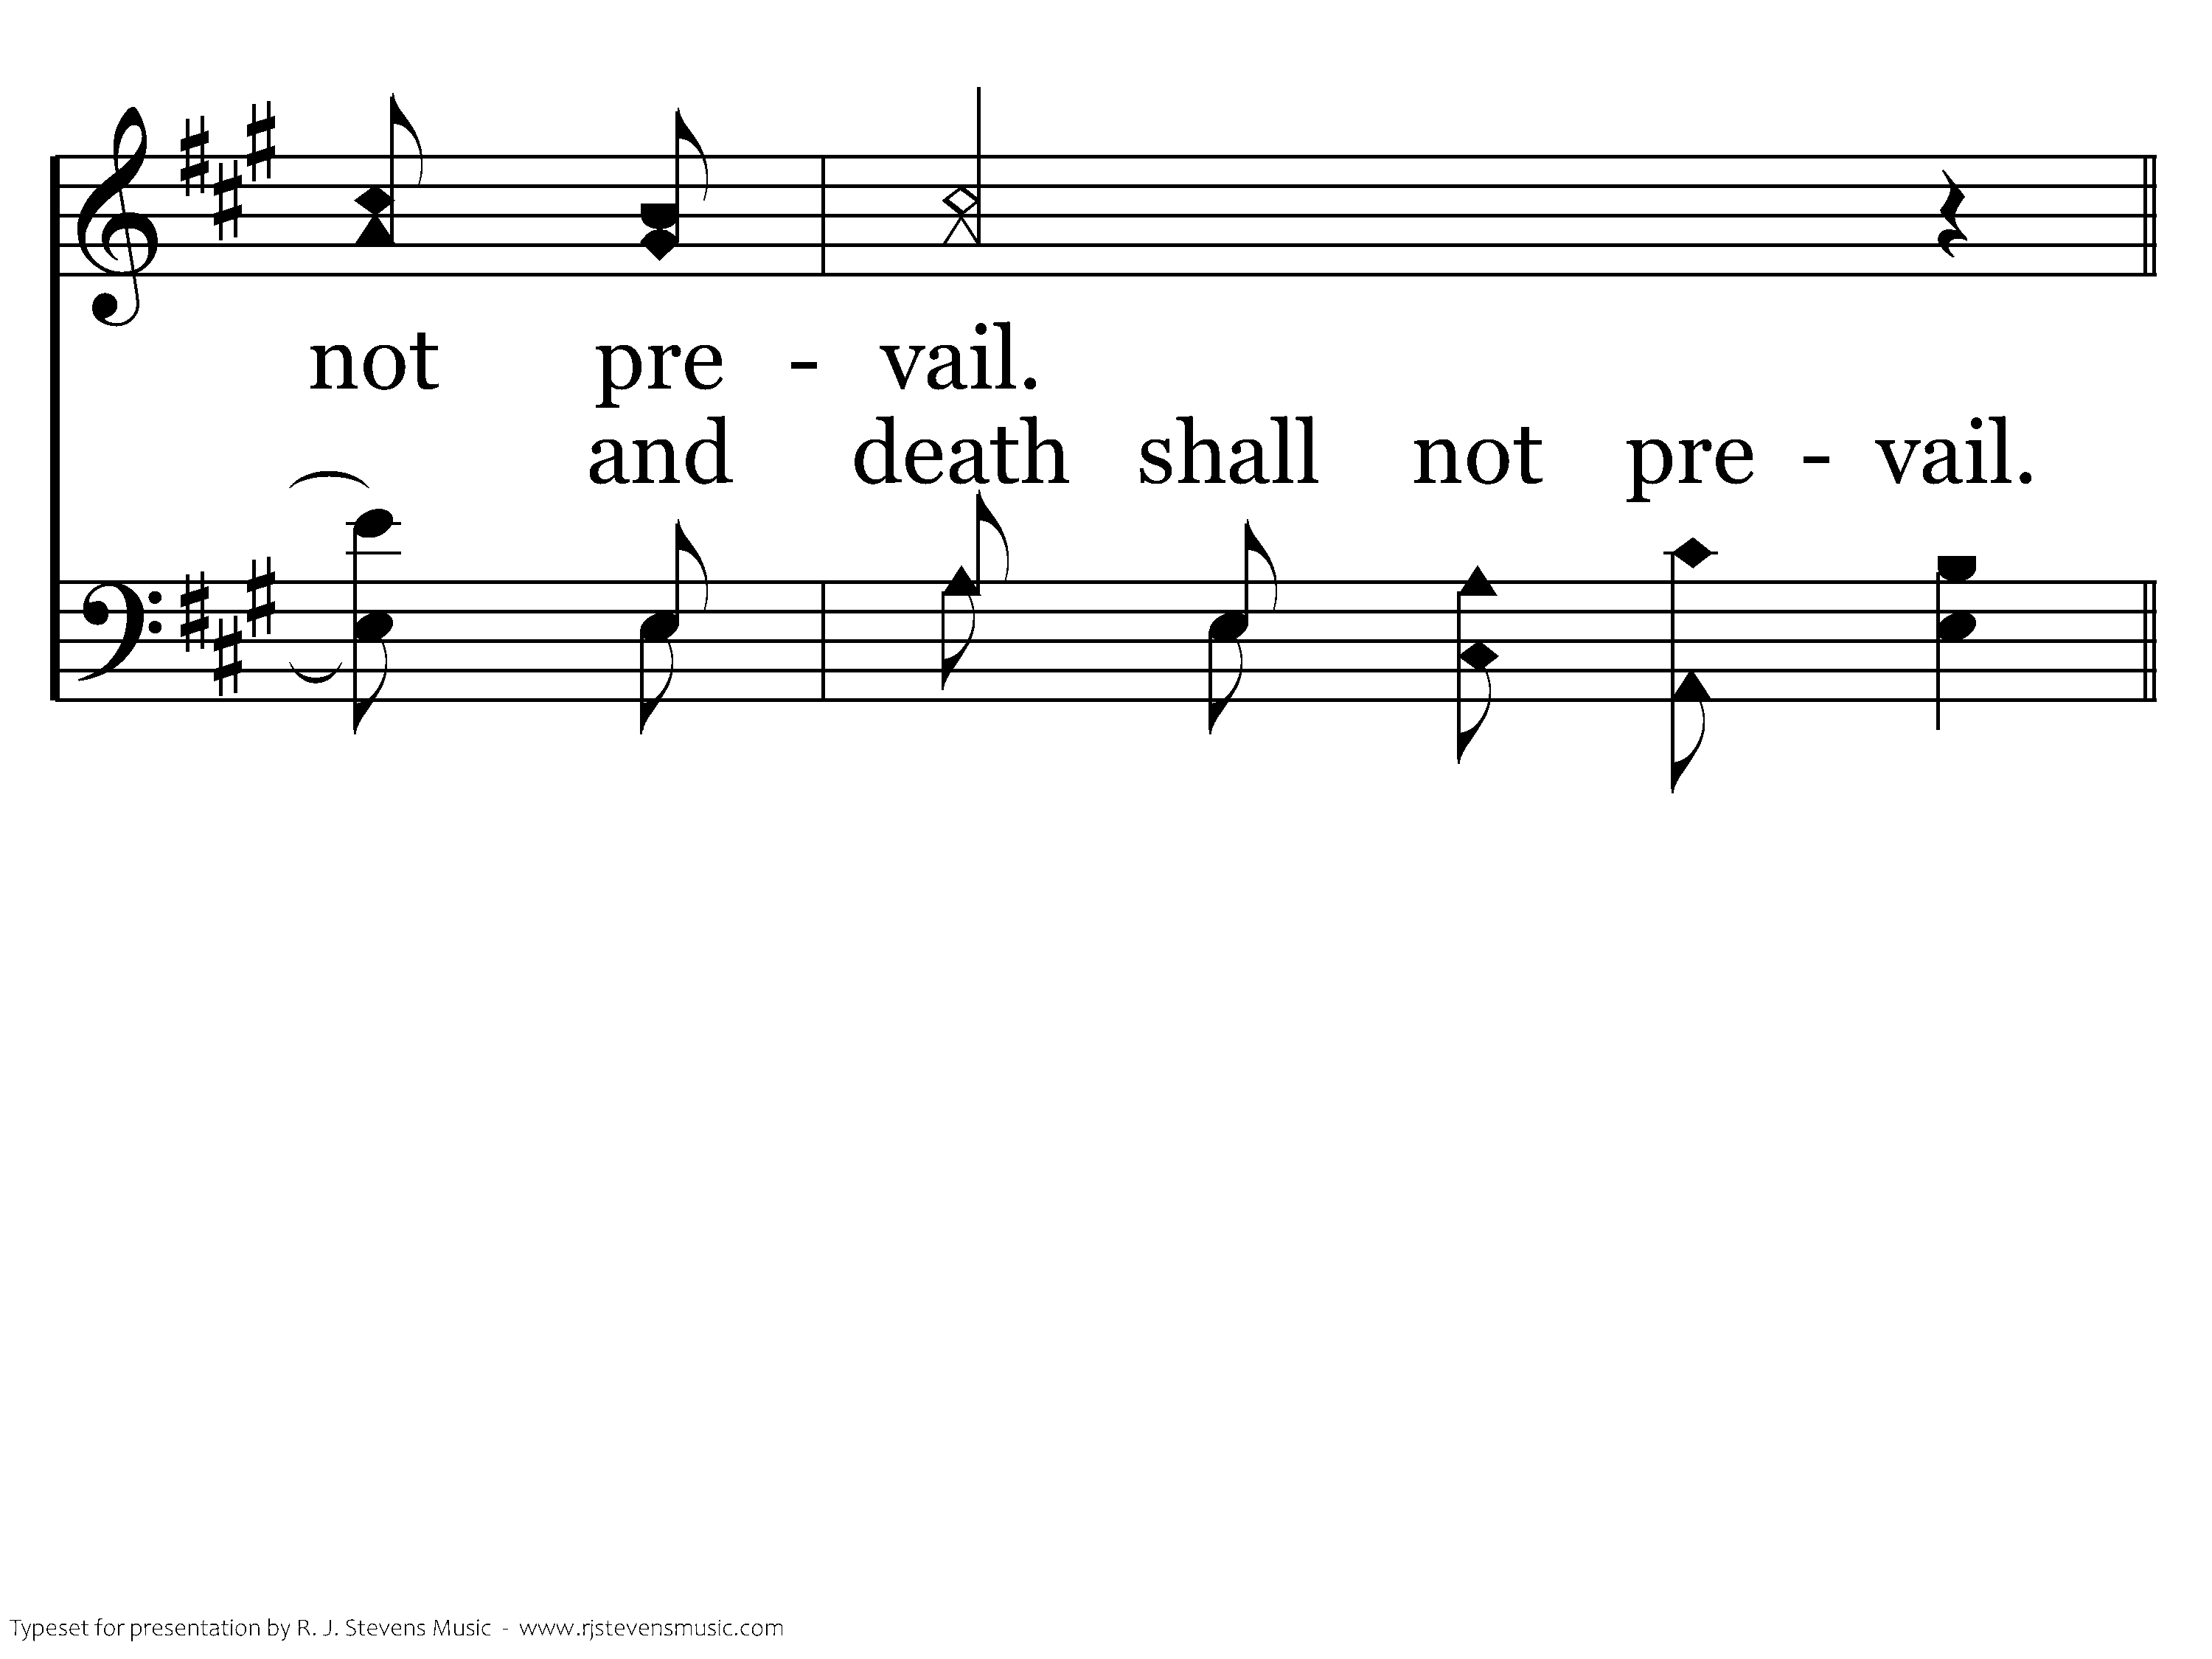 not pre - vail.
and death shall not pre - vail.
Typeset for presentation by R. J. Stevens Music - www.rjstevensmusic.com